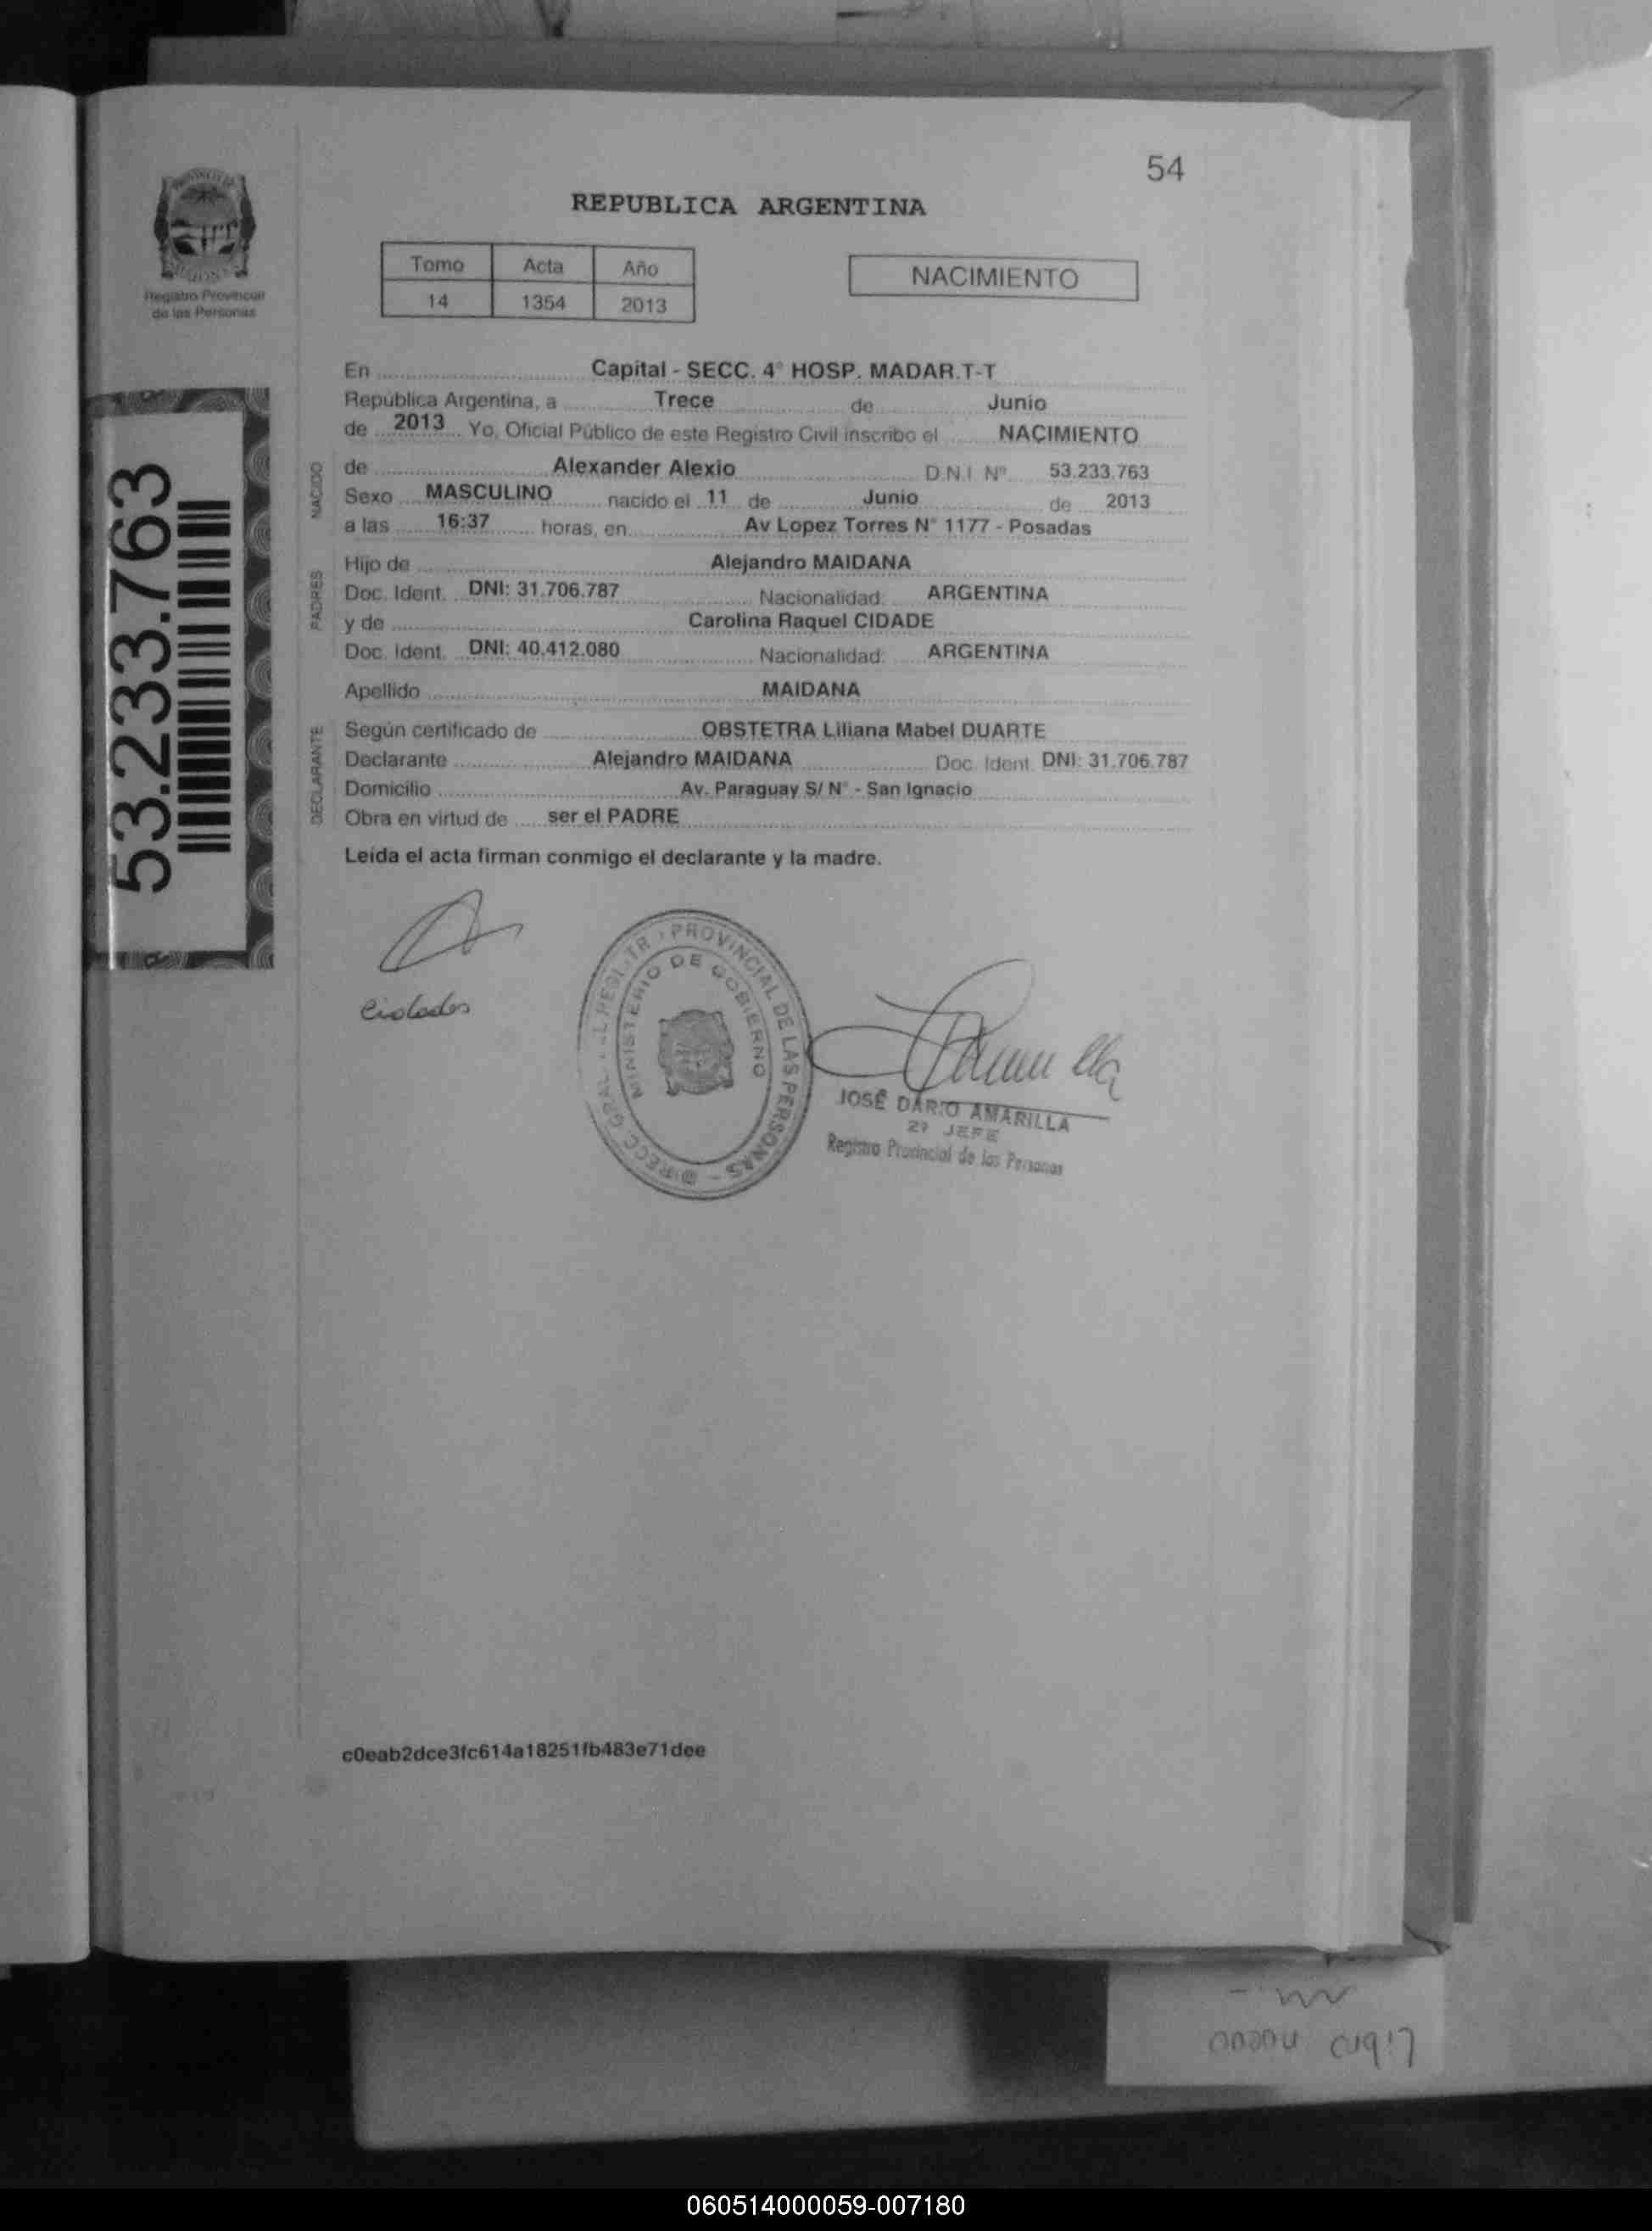 54
REPUBLICA ARGENTINA
Registro Provincial
de las Personas
Tomo Acta Año
14 1354 2013
NACIMIENTO
En Capital - SECC. 4° HOSP. MADAR.T-T
República Argentina, a Trece de Junio
de 2013 Yo, Oficial Público de este Registro Civil inscribo el NACIMIENTO
NACIDO
de Alexander Alexio D.N.I. Nº 53.233.763
Sexo MASCULINO nacido el 11 de Junio de 2013
a las 16:37 horas, en Av Lopez Torres N° 1177 - Posadas
PADRES
Hijo de Alejandro MAIDANA
Doc. Ident. DNI: 31.706.787 Nacionalidad: ARGENTINA
y de Carolina Raquel CIDADE
Doc. Ident. DNI: 40.412.080 Nacionalidad: ARGENTINA
Apellido MAIDANA
DECLARANTE
Según certificado de OBSTETRA Liliana Mabel DUARTE
Declarante Alejandro MAIDANA Doc. Ident. DNI: 31.706.787
Domicilio Av. Paraguay S/ N° - San Ignacio
Obra en virtud de ser el PADRE
Leída el acta firman conmigo el declarante y la madre.
53.233.763
PROVINCIAL DE LAS PERSONAS
MINISTERIO DE GOBIERNO
JOSÉ DARIO AMARILLA
2º JEFE
Registro Provincial de las Personas
c0eab2dce3fc614a18251fb483e71dee
Libro
060514000059-007180